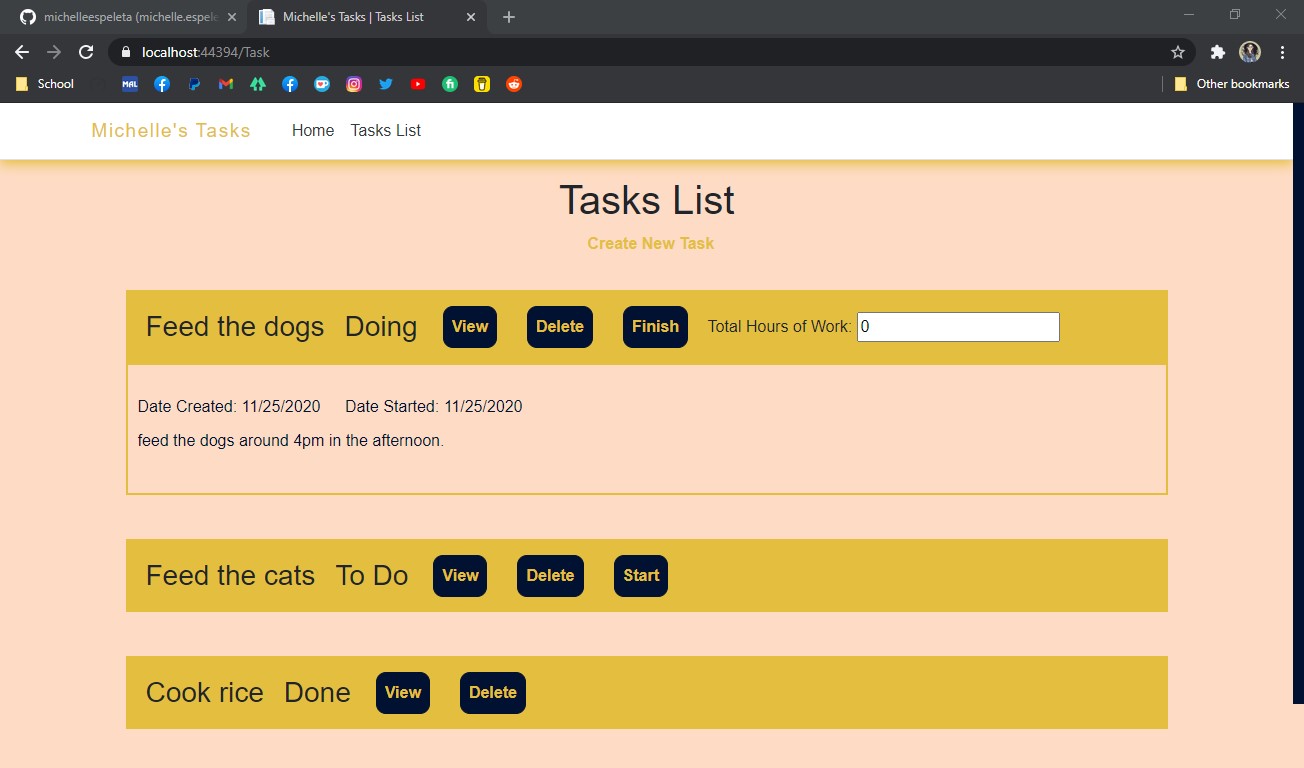 michelleespeleta (michelle.espele
Michelle's Tasks | Tasks List
localhost:44394/Task
School
MAL
Other bookmarks
Michelle's Tasks Home Tasks List
Tasks List
Create New Task
Feed the dogs Doing View Delete Finish Total Hours of Work: 0
Date Created: 11/25/2020 Date Started: 11/25/2020
feed the dogs around 4pm in the afternoon.
Feed the cats To Do View Delete Start
Cook rice Done View Delete